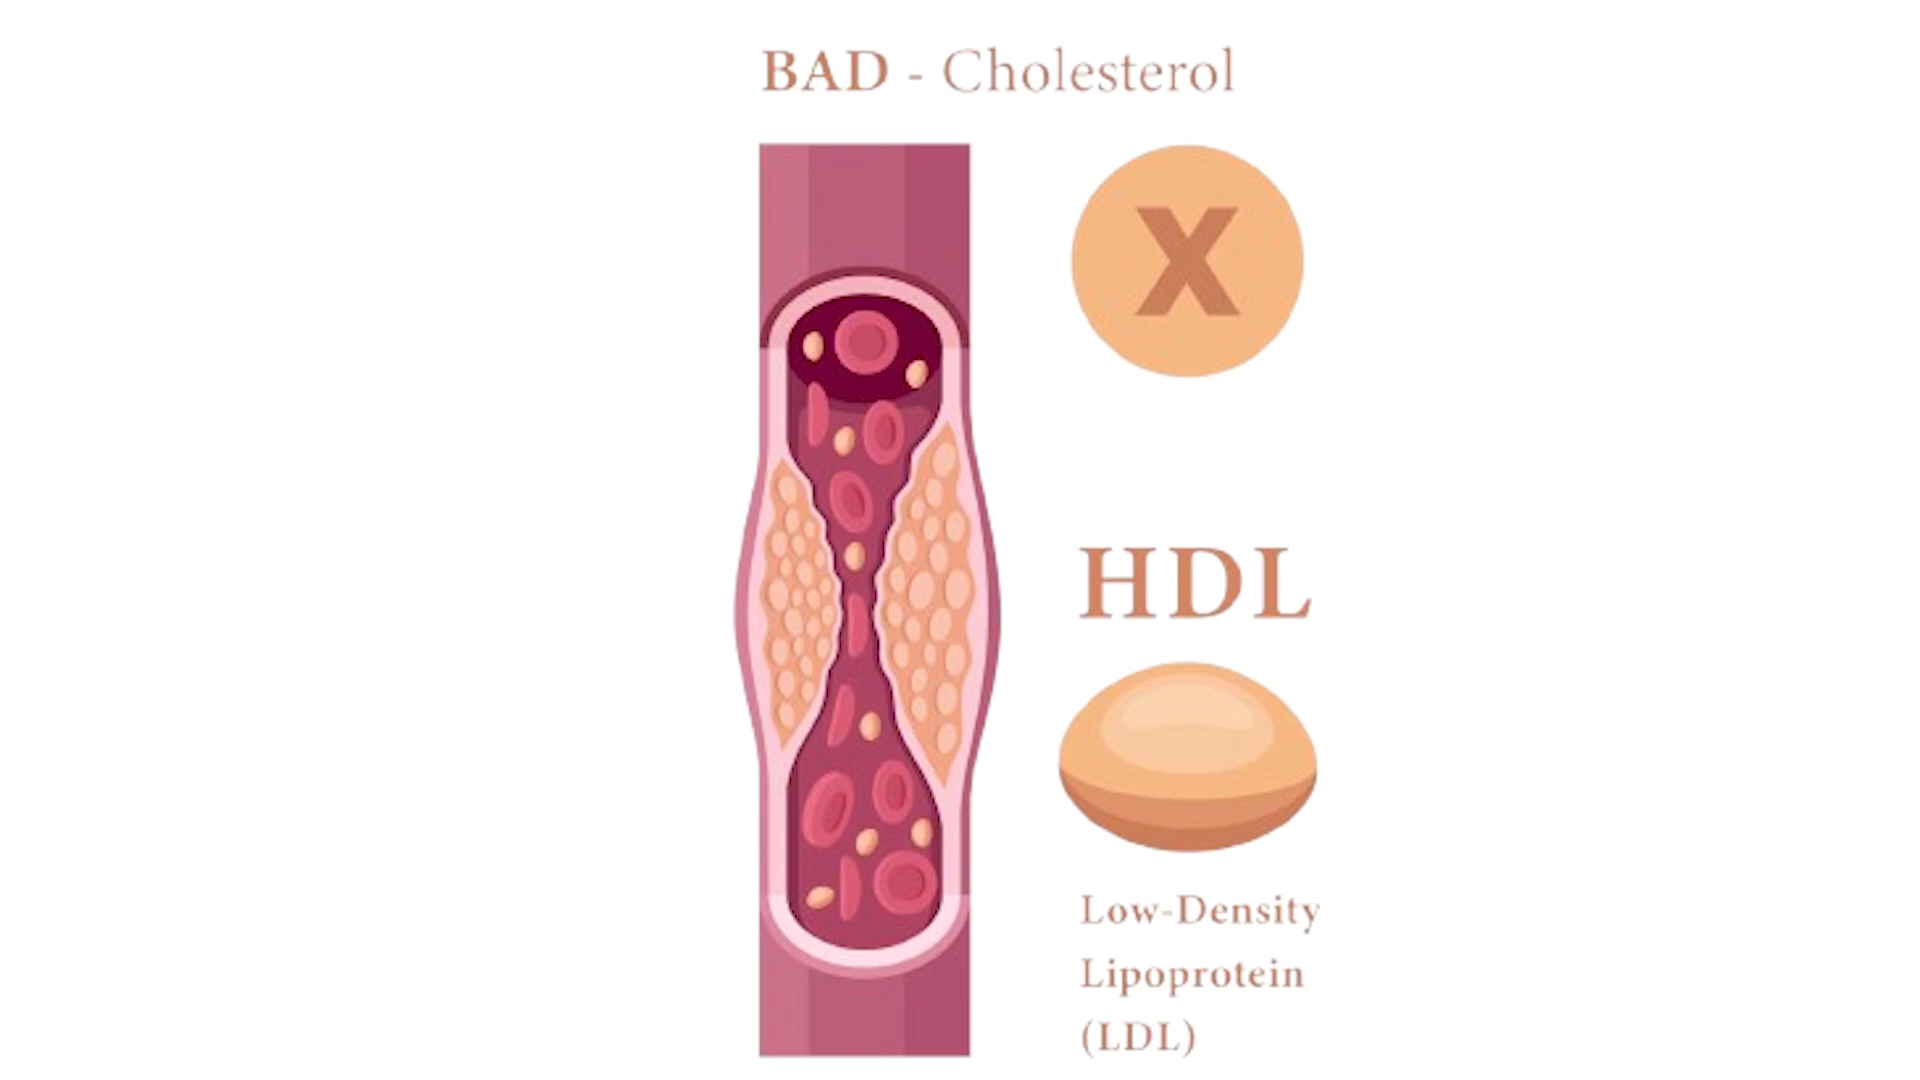 BAD - Cholesterol
X
HDL
Low-Density
Lipoprotein
(LDL)